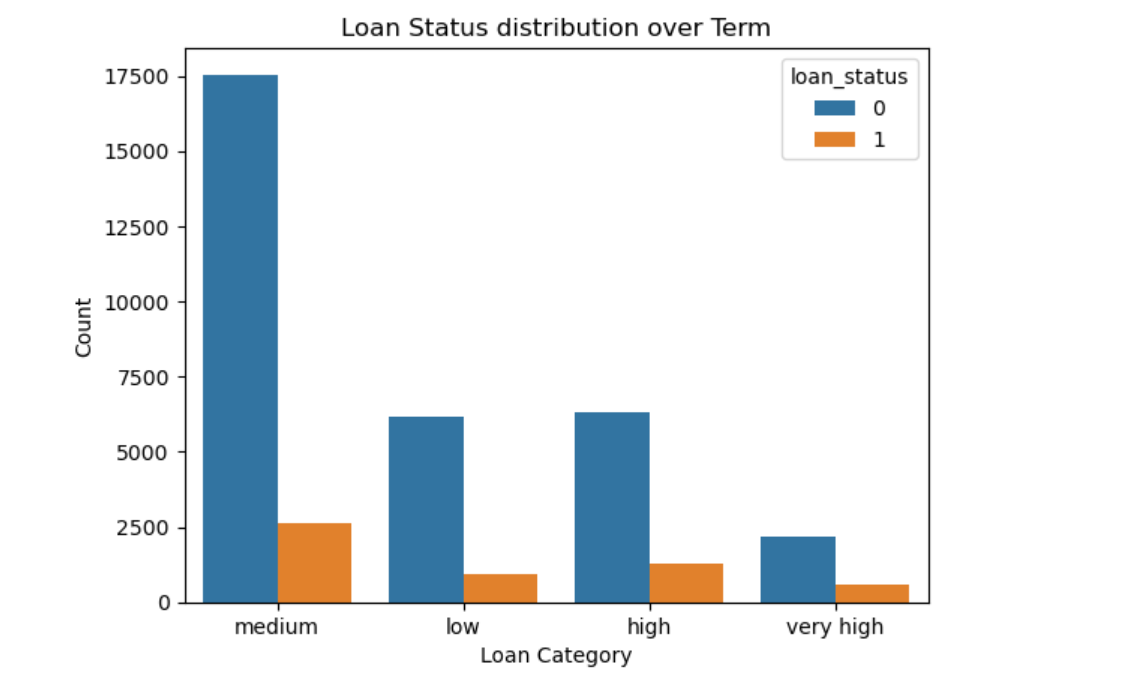 Loan Status distribution over Term
loan_status
0
1
17500
15000
12500
10000
7500
5000
2500
0
Count
medium low high very high
Loan Category